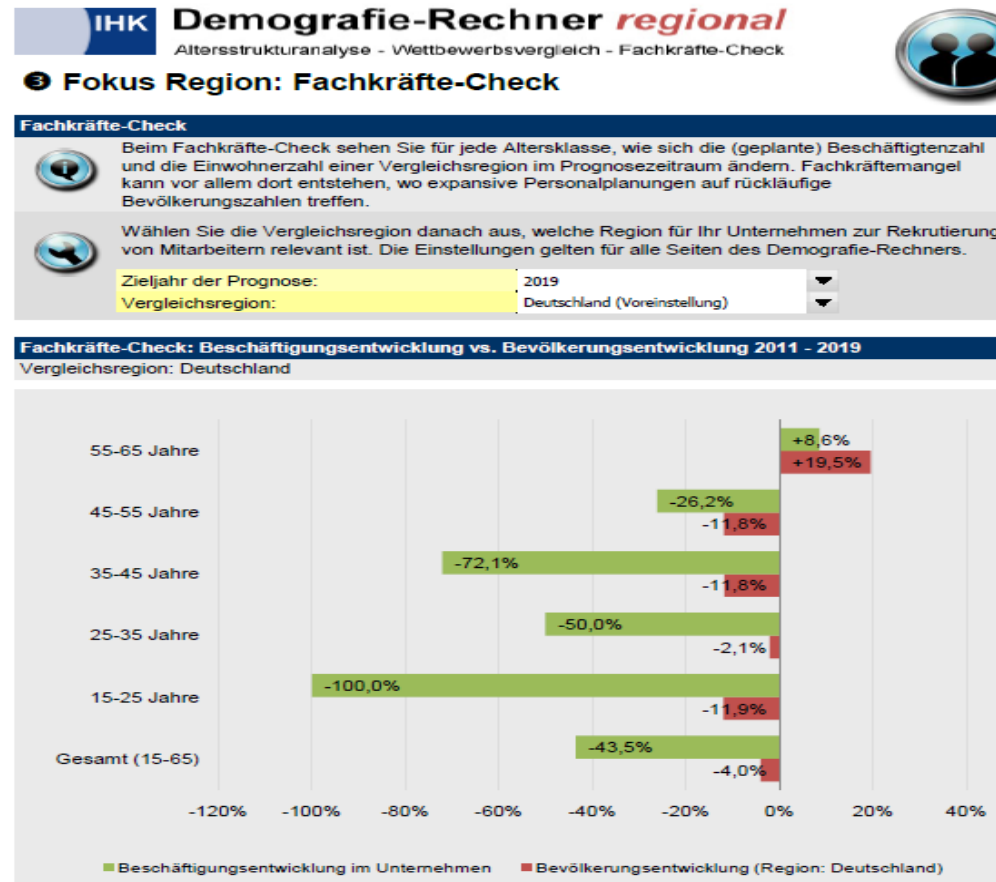 IHK Demografie-Rechner regional
Altersstrukturanalyse - Wettbewerbsvergleich - Fachkräfte-Check
❸ Fokus Region: Fachkräfte-Check
Fachkräfte-Check
Beim Fachkräfte-Check sehen Sie für jede Altersklasse, wie sich die (geplante) Beschäftigtenzahl
und die Einwohnerzahl einer Vergleichsregion im Prognosezeitraum ändern. Fachkräftemangel
kann vor allem dort entstehen, wo expansive Personalplanungen auf rückläufige
Bevölkerungszahlen treffen.
Wählen Sie die Vergleichsregion danach aus, welche Region für Ihr Unternehmen zur Rekrutierung
von Mitarbeitern relevant ist. Die Einstellungen gelten für alle Seiten des Demografie-Rechners.
Zieljahr der Prognose: 2019
Vergleichsregion: Deutschland (Voreinstellung)
Fachkräfte-Check: Beschäftigungsentwicklung vs. Bevölkerungsentwicklung 2011 - 2019
Vergleichsregion: Deutschland
55-65 Jahre
+8,6%
+19,5%
45-55 Jahre
-26,2%
-11,8%
35-45 Jahre
-72,1%
-11,8%
25-35 Jahre
-50,0%
-2,1%
15-25 Jahre
-100,0%
-11,9%
Gesamt (15-65)
-43,5%
-4,0%
-120% -100% -80% -60% -40% -20% 0% 20% 40%
Beschäftigungsentwicklung im Unternehmen Bevölkerungsentwicklung (Region: Deutschland)